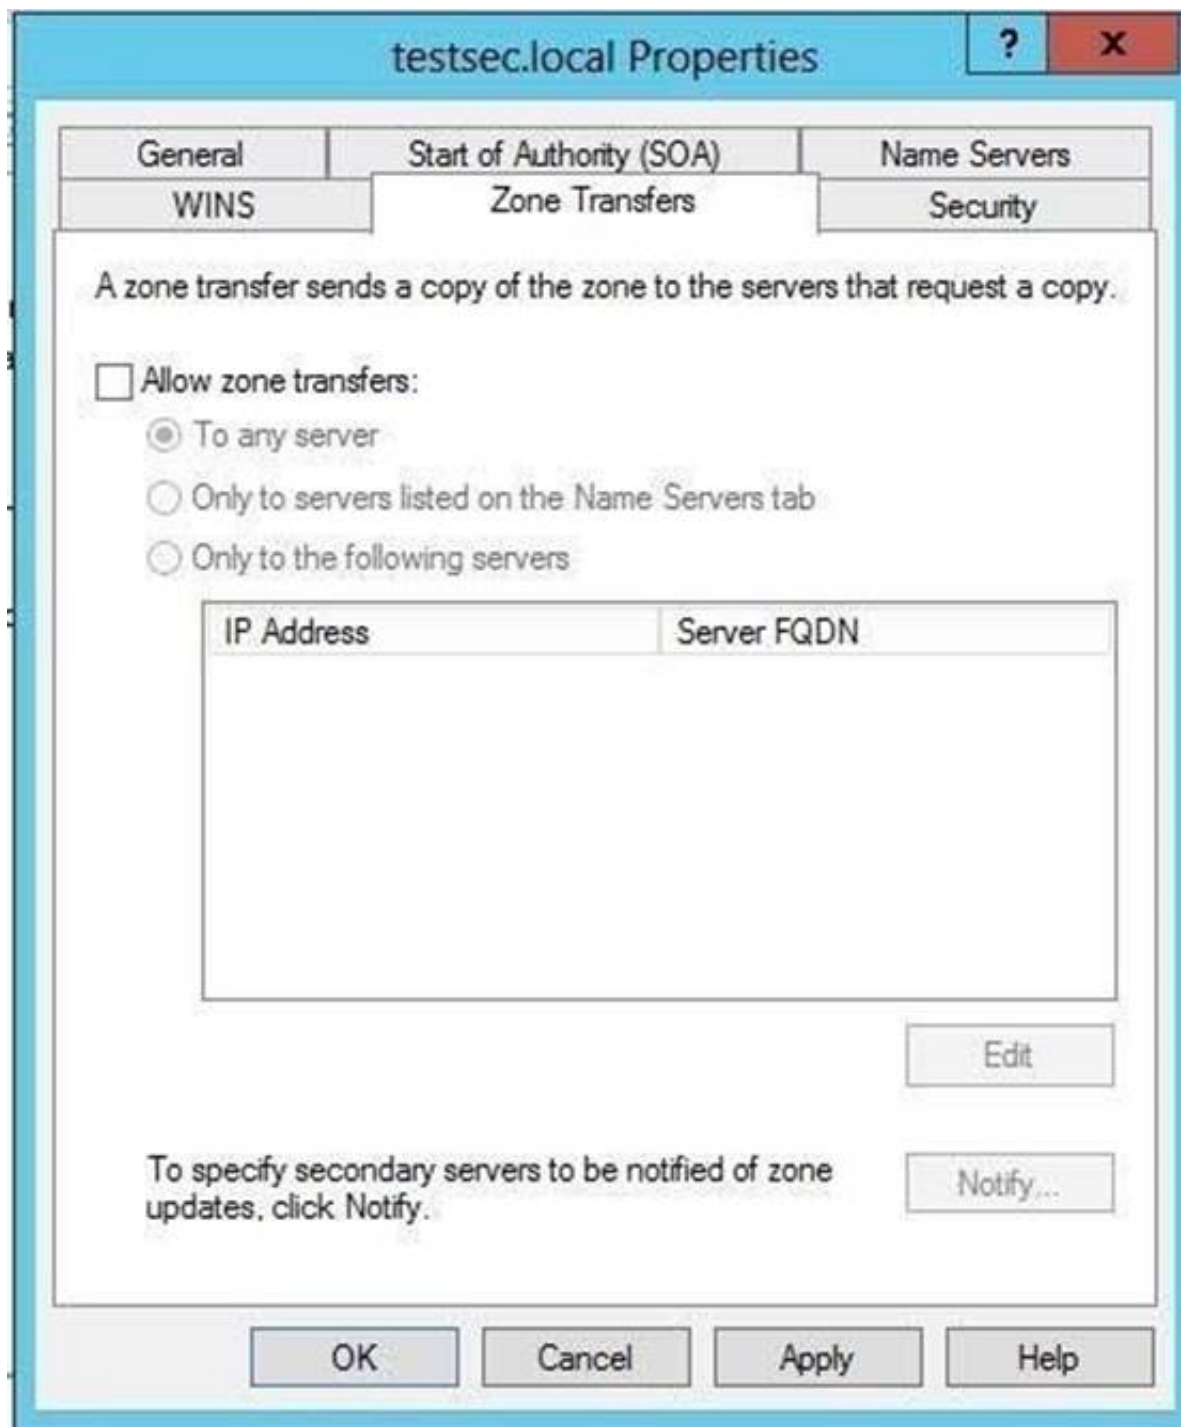 testsec.local Properties
?
x
General
Start of Authority (SOA)
Name Servers
WINS
Zone Transfers
Security
A zone transfer sends a copy of the zone to the servers that request a copy.
Allow zone transfers:
To any server
Only to servers listed on the Name Servers tab
Only to the following servers
IP Address
Server FQDN
Edit
To specify secondary servers to be notified of zone
updates, click Notify.
Notify...
OK
Cancel
Apply
Help